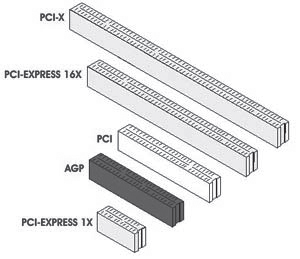 PCI-X
PCI-EXPRESS 16X
PCI
AGP
PCI-EXPRESS 1X